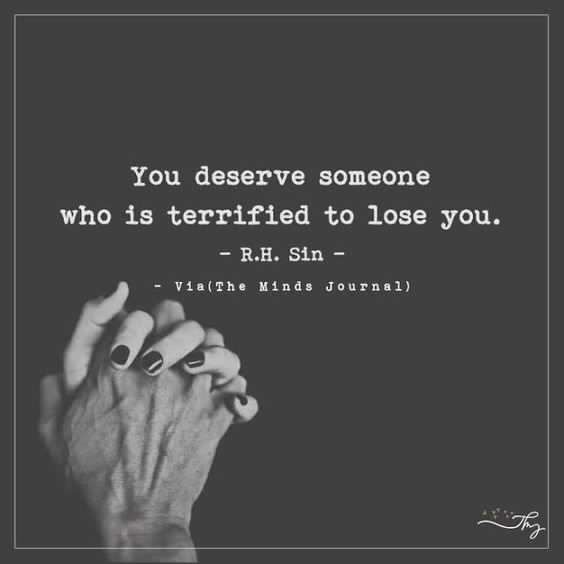 You deserve someone
who is terrified to lose you.
- R.H. Sin -
- Via(The Minds Journal)